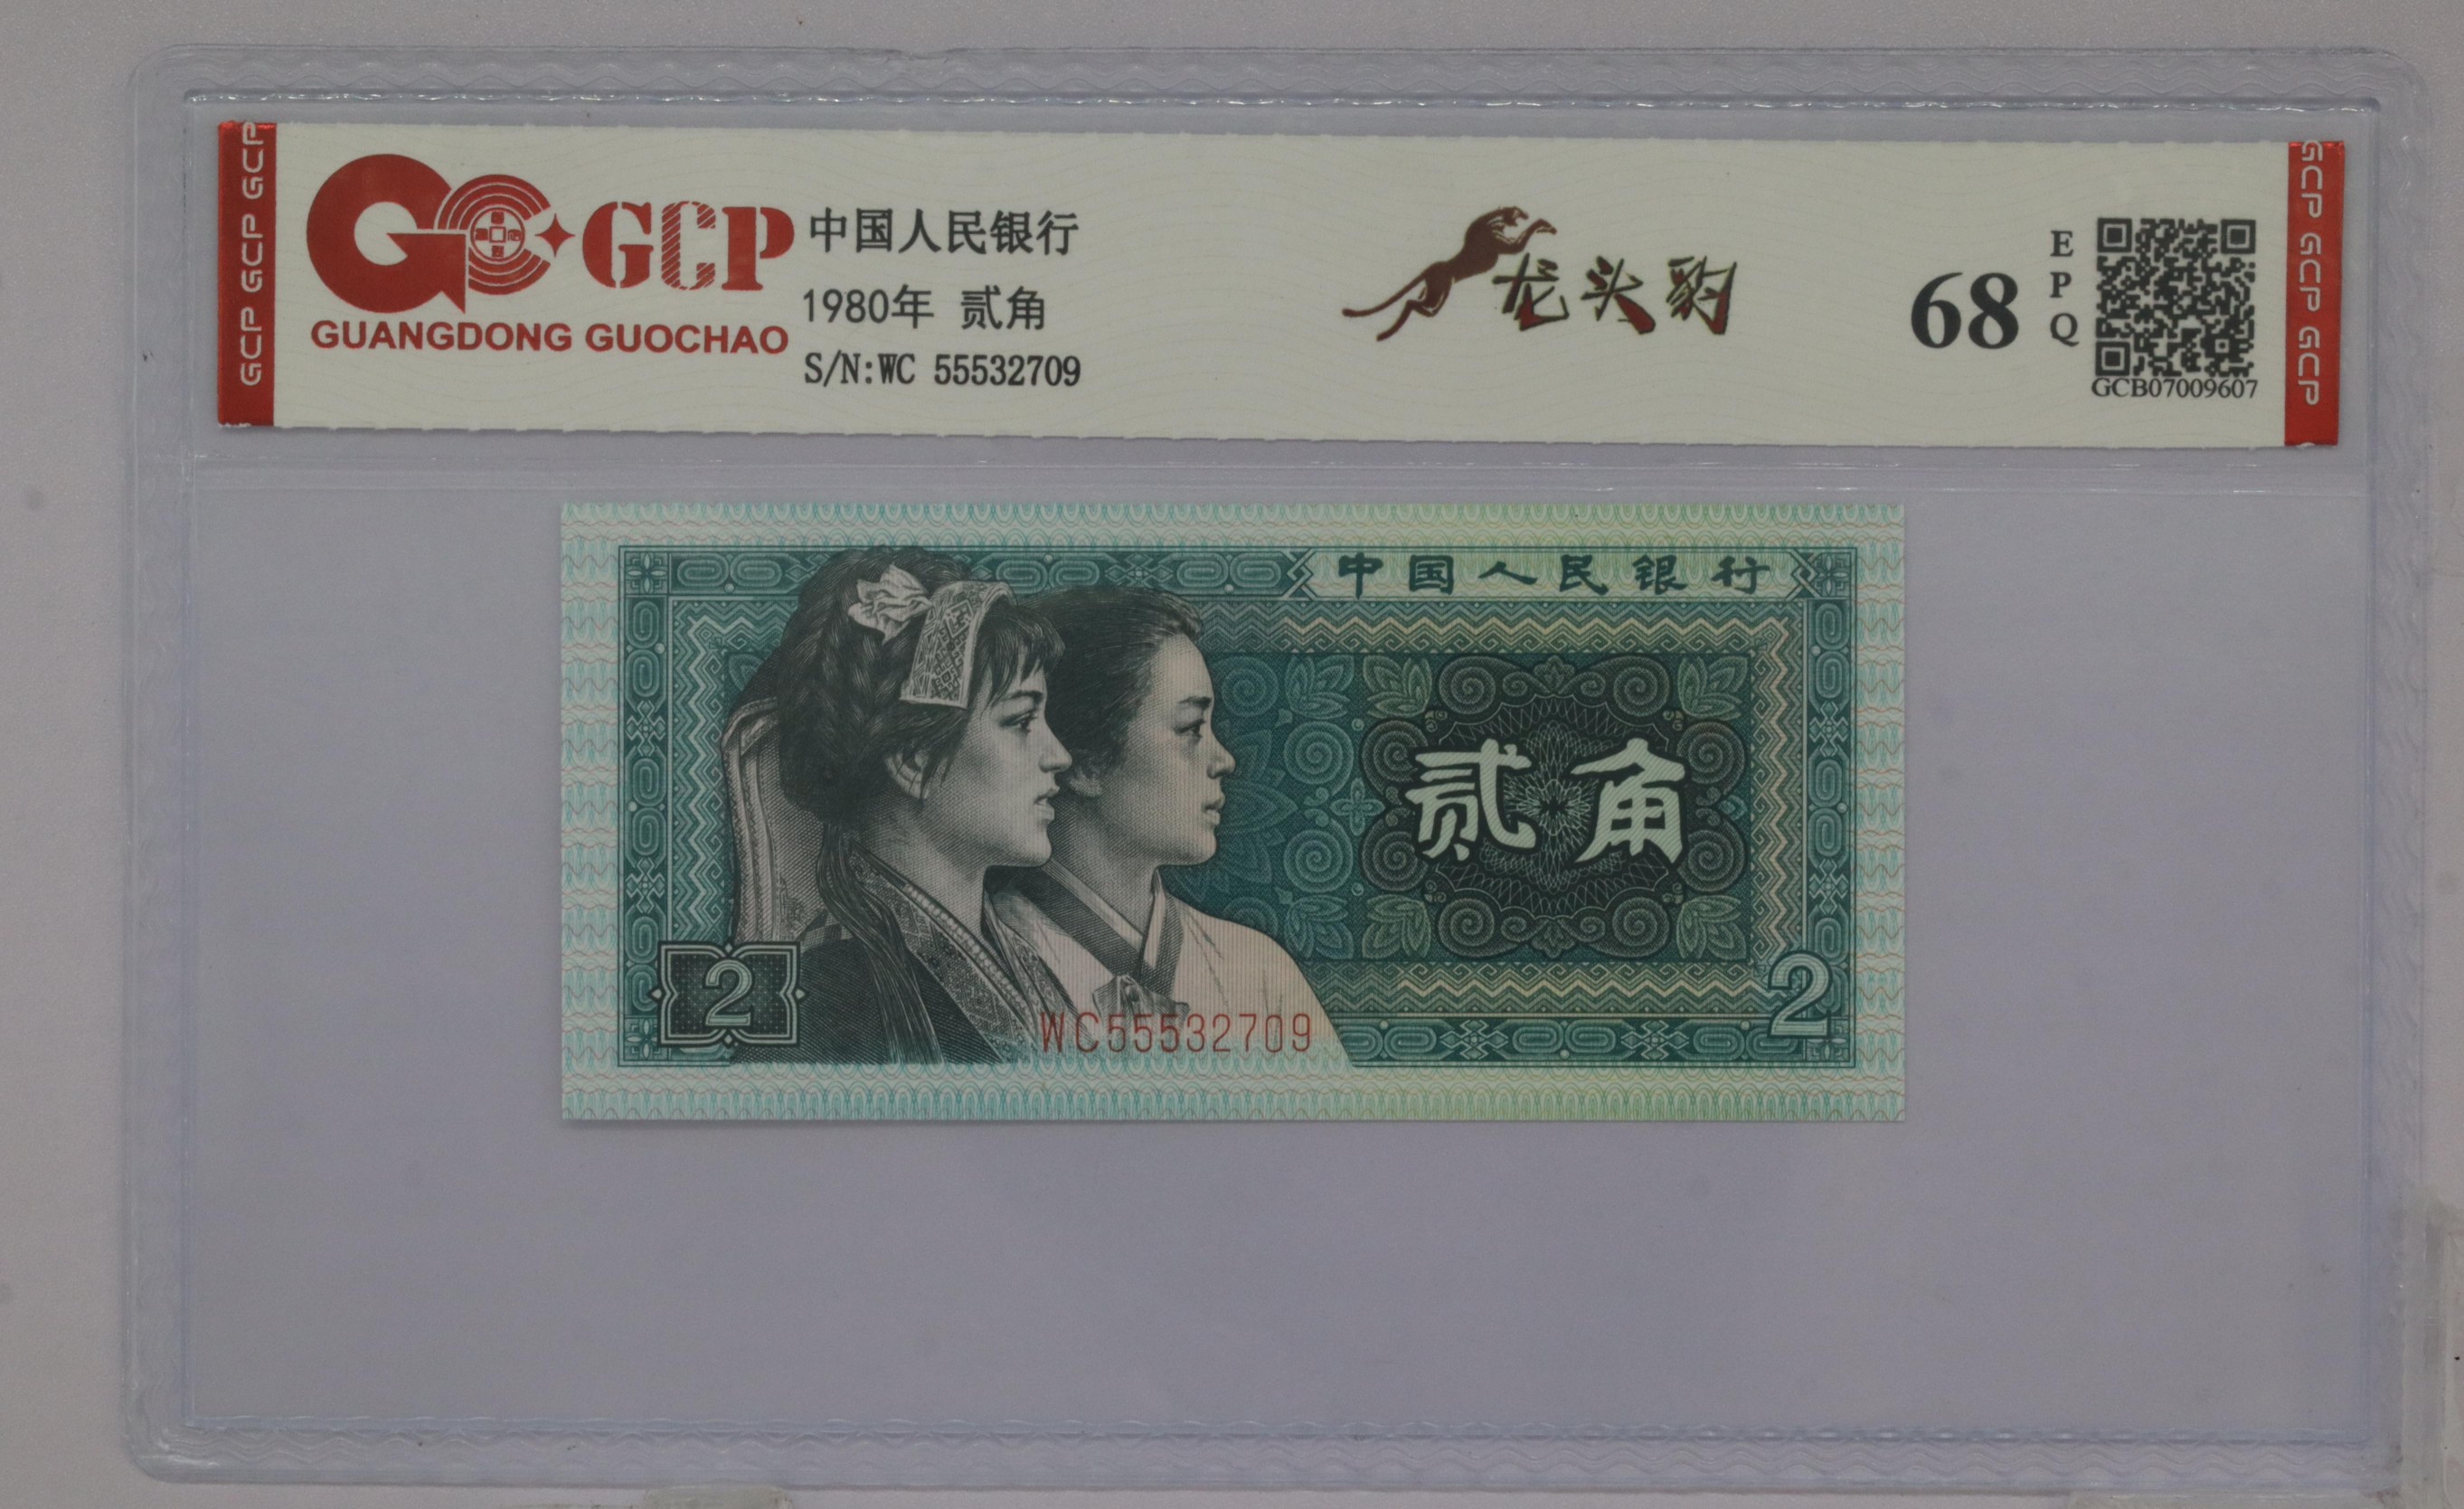 GCP GCP GCP
GCP
GUANGDONG GUOCHAO
中国人民银行
1980年 贰角
S/N:WC 55532709
龙头豹
68
EPQ
GCB07009607
GCP GCP GCP
中国人民银行
贰角
2
WC55532709
2